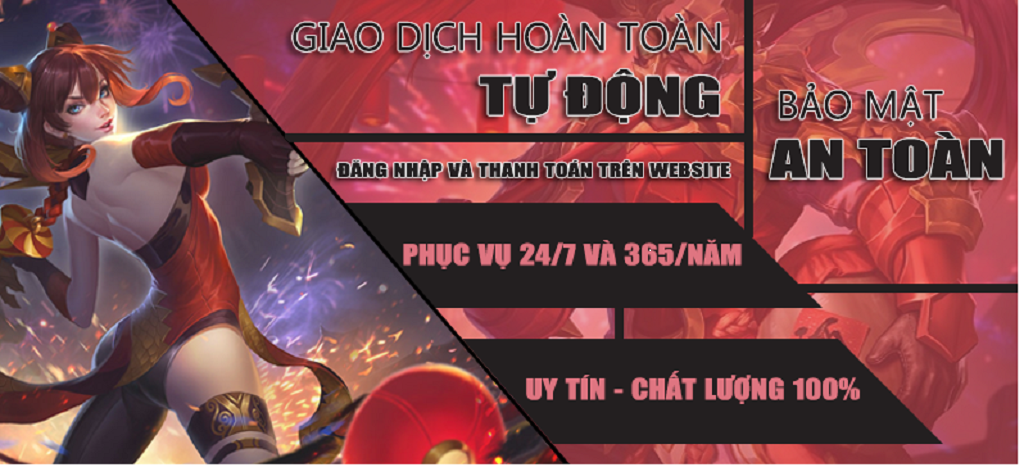 GIAO DỊCH HOÀN TOÀN
TỰ ĐỘNG
BẢO MẬT
AN TOÀN
ĐĂNG NHẬP VÀ THANH TOÁN TRÊN WEBSITE
PHỤC VỤ 24/7 VÀ 365/NĂM
UY TÍN - CHẤT LƯỢNG 100%